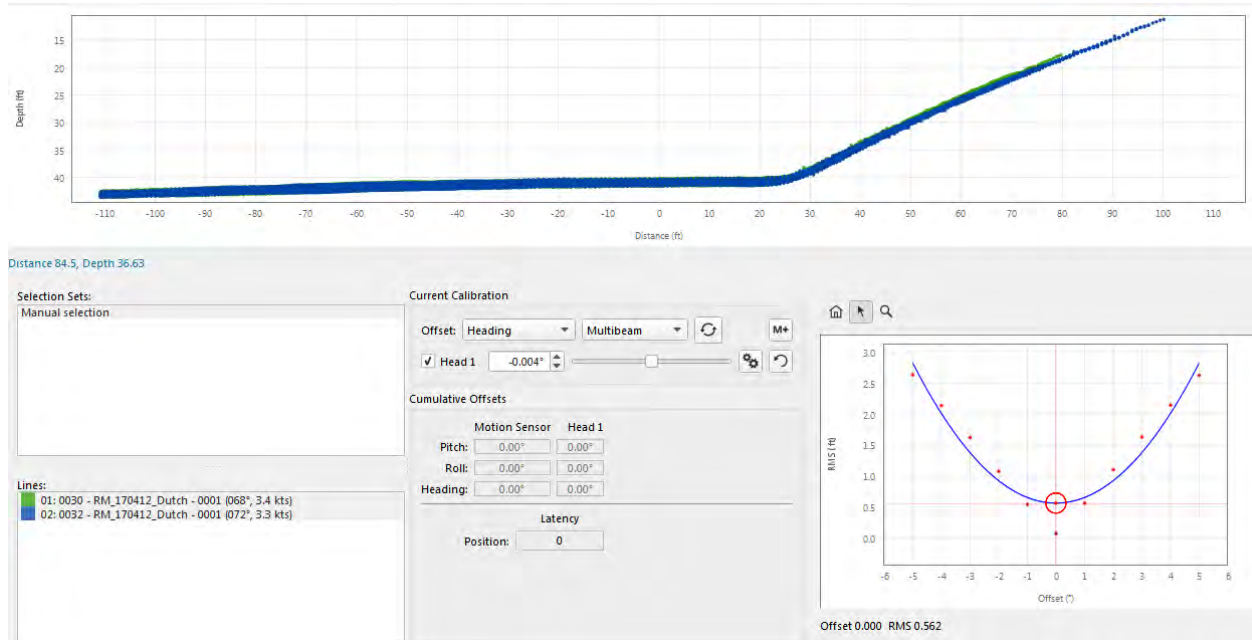 15
20
25
30
35
40
Depth (ft)
-110 -100 -90 -80 -70 -60 -50 -40 -30 -20 -10 0 10 20 30 40 50 60 70 80 90 100 110
Distance (ft)
Distance 84.5, Depth 36.63
Selection Sets:
Manual selection
Lines:
01: 0030 - RM_170412_Dutch - 0001 (068°, 3.4 kts)
02: 0032 - RM_170412_Dutch - 0001 (072°, 3.3 kts)
Current Calibration
Offset: Heading Multibeam M+
Head 1 -0.004°
Cumulative Offsets
Motion Sensor Head 1
Pitch: 0.00° 0.00°
Roll: 0.00° 0.00°
Heading: 0.00° 0.00°
Latency
Position: 0
3.0
2.5
2.0
1.5
1.0
0.5
0.0
RMS (ft)
-6 -5 -4 -3 -2 -1 0 1 2 3 4 5 6
Offset (°)
Offset 0.000 RMS 0.562